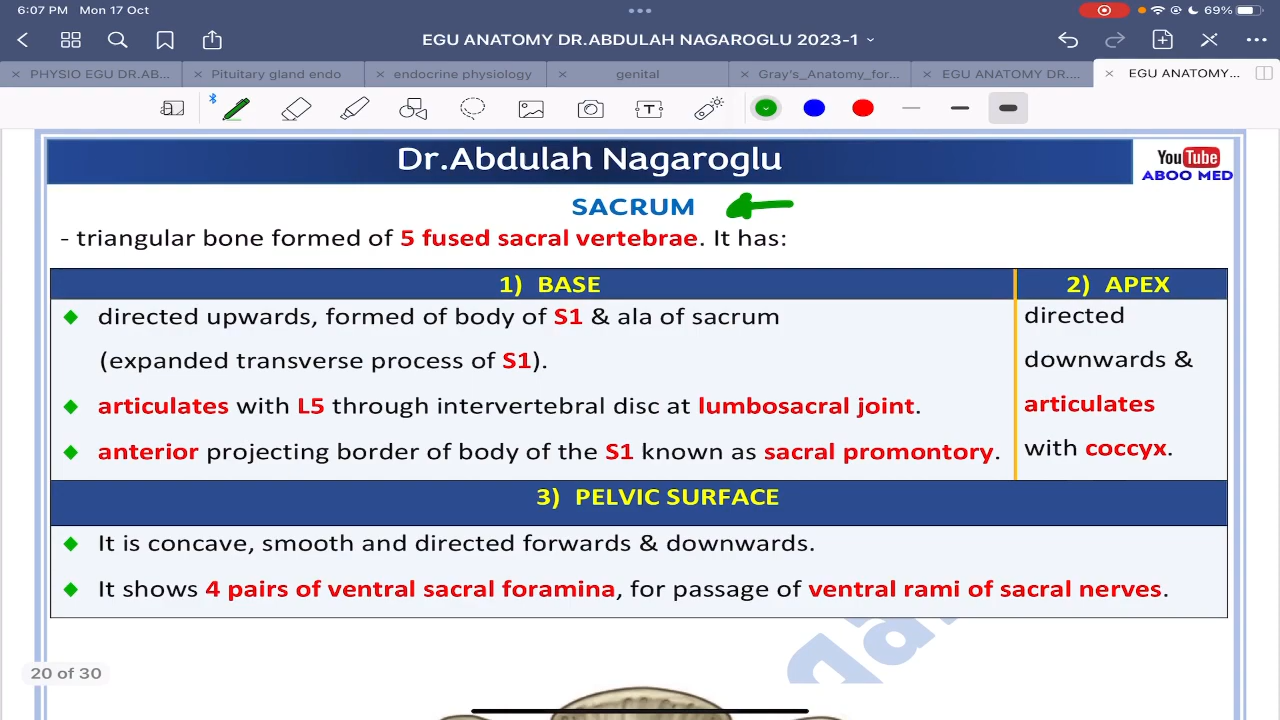 6:07 PM Mon 17 Oct
69%
EGU ANATOMY DR.ABDULAH NAGAROGLU 2023-1
PHYSIO EGU DR.AB...
Pituitary gland endo
endocrine physiology
genital
Gray's_Anatomy_for...
EGU ANATOMY DR....
EGU ANATOMY...
T
Dr.Abdulah Nagaroglu
YouTube
ABOO MED
SACRUM
- triangular bone formed of 5 fused sacral vertebrae. It has:
1) BASE
directed upwards, formed of body of S1 & ala of sacrum
(expanded transverse process of S1).
articulates with L5 through intervertebral disc at lumbosacral joint.
anterior projecting border of body of the S1 known as sacral promontory.
2) APEX
directed
downwards &
articulates
with coccyx.
3) PELVIC SURFACE
It is concave, smooth and directed forwards & downwards.
It shows 4 pairs of ventral sacral foramina, for passage of ventral rami of sacral nerves.
20 of 30